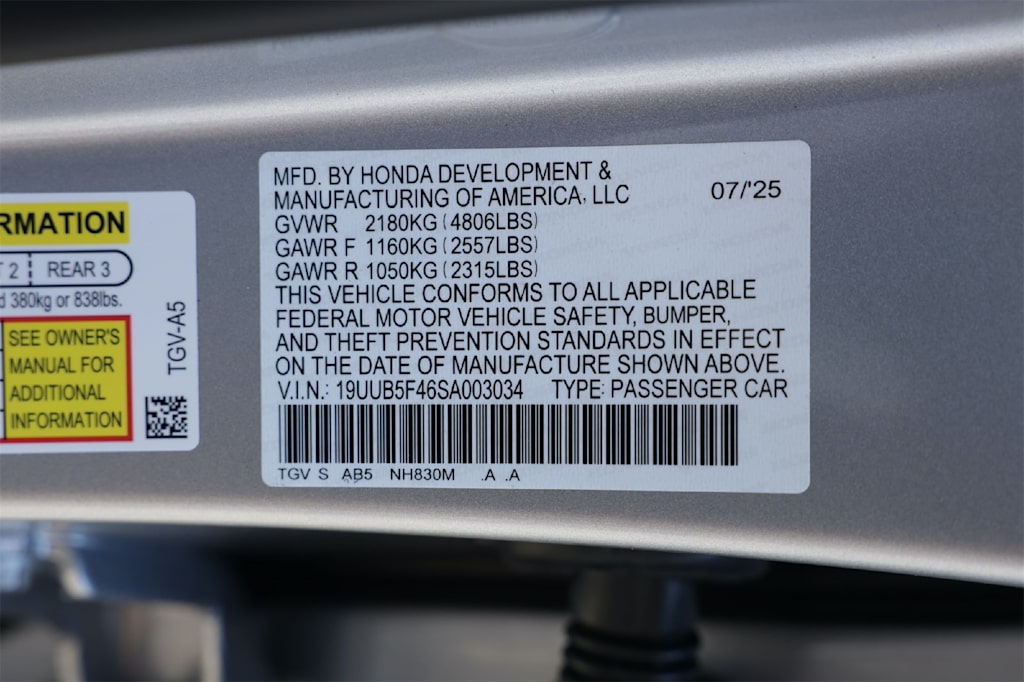 RMATION
2 REAR 3
380kg or 838lbs.
SEE OWNER'S
MANUAL FOR
ADDITIONAL
INFORMATION
TGV-A5
MFD. BY HONDA DEVELOPMENT &
MANUFACTURING OF AMERICA, LLC 07/'25
GVWR 2180KG (4806LBS)
GAWR F 1160KG (2557LBS)
GAWR R 1050KG (2315LBS)
THIS VEHICLE CONFORMS TO ALL APPLICABLE
FEDERAL MOTOR VEHICLE SAFETY, BUMPER,
AND THEFT PREVENTION STANDARDS IN EFFECT
ON THE DATE OF MANUFACTURE SHOWN ABOVE.
V.I.N.: 19UUB5F46SA003034 TYPE: PASSENGER CAR
TGV S AB5 NH830M .A .A